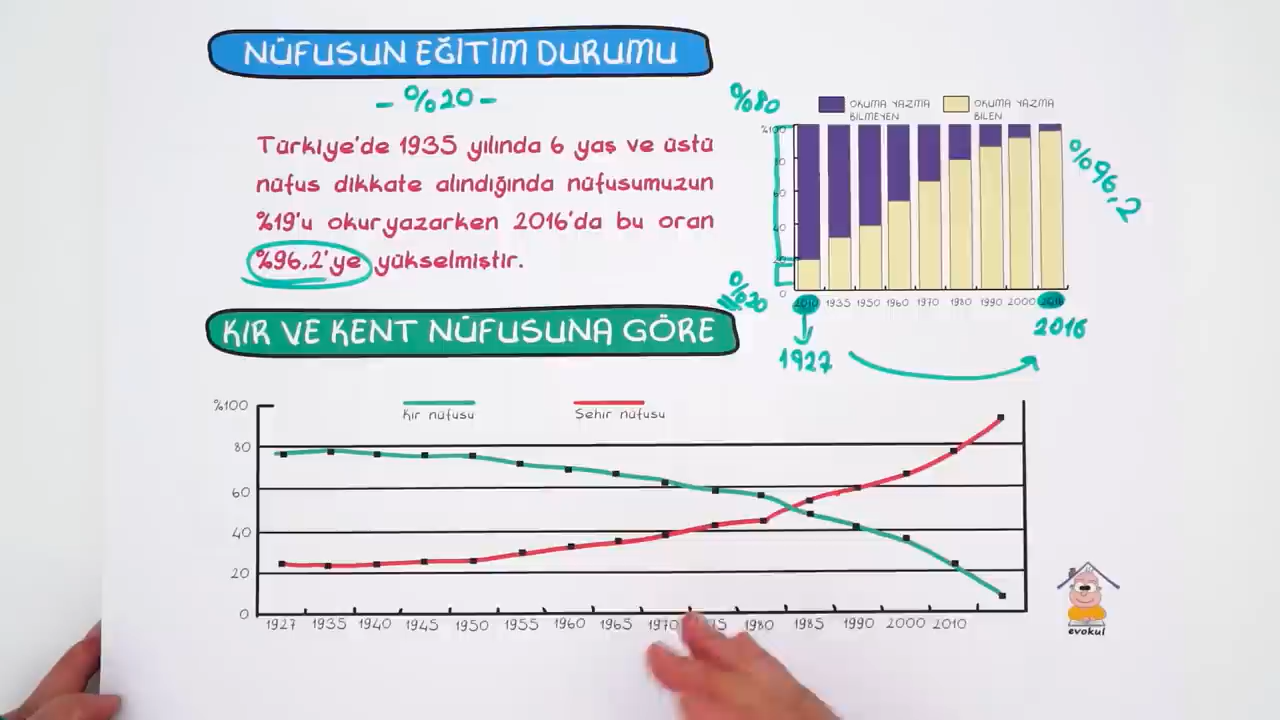 NÜFUSUN EĞİTİM DURUMU
- %20 -
Türkiye'de 1935 yılında 6 yaş ve üstü
nüfus dikkate alındığında nüfusumuzun
%19'u okuryazarken 2016'da bu oran
%96,2'ye yükselmiştir.
%80
OKUMA YAZMA BİLMEYEN
OKUMA YAZMA BİLEN
%100
80
60
40
20
0
%20
%96,2
2010 1935 1950 1960 1970 1980 1990 2000 2016
1927
2016
KIR VE KENT NÜFUSUNA GÖRE
Kır nüfusu
Şehir nüfusu
%100
80
60
40
20
0
1927 1935 1940 1945 1950 1955 1960 1965 1970 1980 1985 1990 2000 2010
evokul